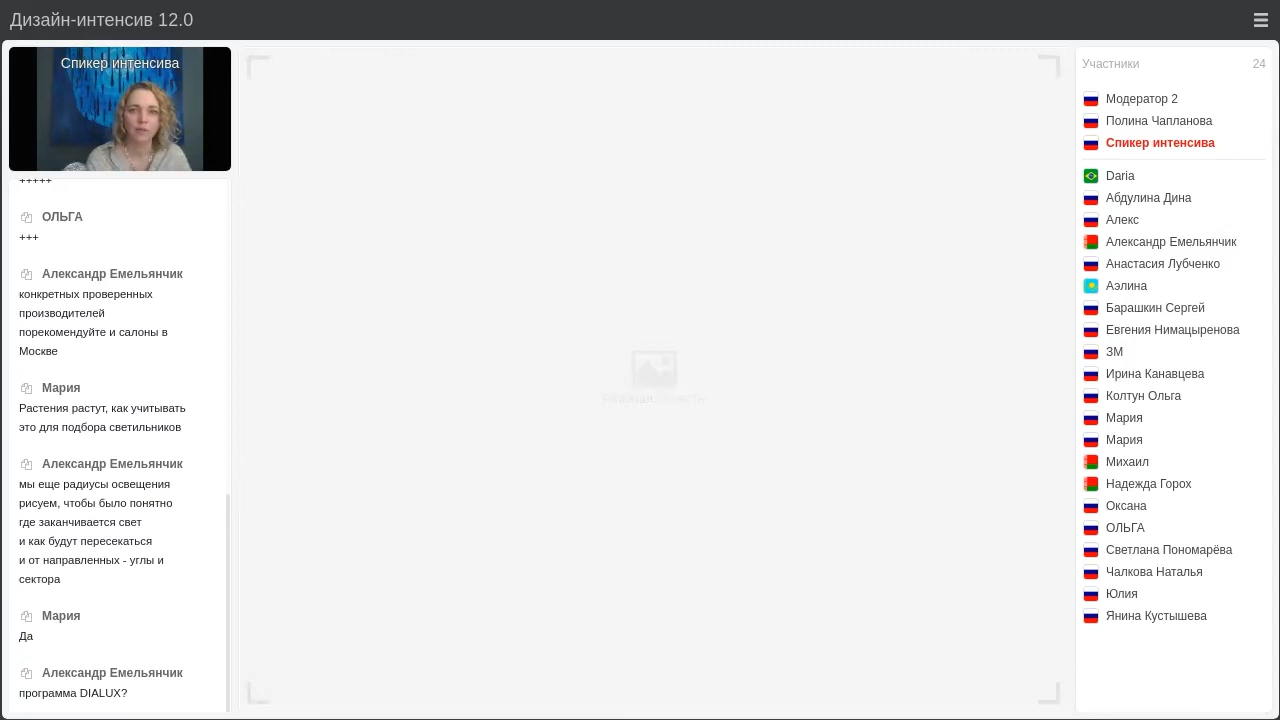 Дизайн-интенсив 12.0
Спикер интенсива
+++++
ОЛЬГА
+++
Александр Емельянчик
конкретных проверенных
производителей
порекомендуйте и салоны в
Москве
Мария
Растения растут, как учитывать
это для подбора светильников
Александр Емельянчик
мы еще радиусы освещения
рисуем, чтобы было понятно
где заканчивается свет
и как будут пересекаться
и от направленных - углы и
сектора
Мария
Да
Александр Емельянчик
программа DIALUX?
Участники 24
Модератор 2
Полина Чапланова
Спикер интенсива
Daria
Абдулина Дина
Алекс
Александр Емельянчик
Анастасия Лубченко
Аэлина
Барашкин Сергей
Евгения Нимацыренова
ЗМ
Ирина Канавцева
Колтун Ольга
Мария
Мария
Михаил
Надежда Горох
Оксана
ОЛЬГА
Светлана Пономарёва
Чалкова Наталья
Юлия
Янина Кустышева